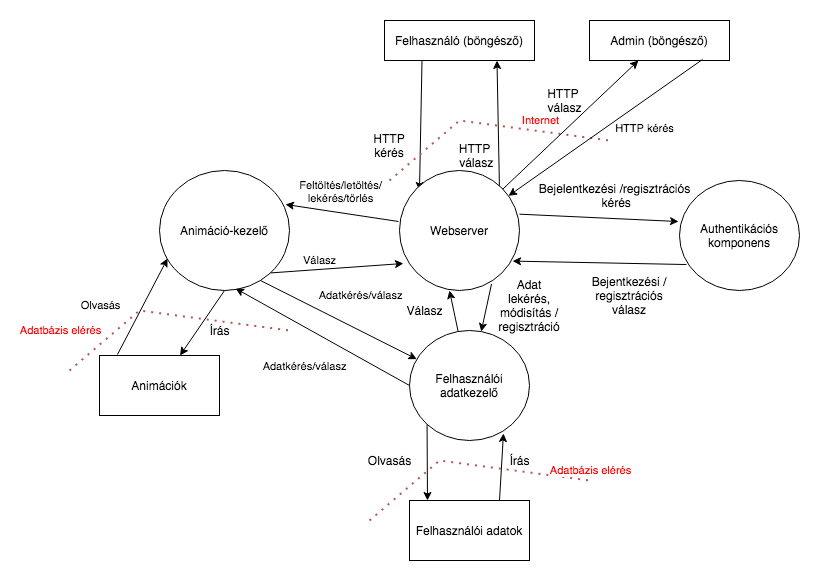 Felhasználó (böngésző)
Admin (böngésző)
HTTP
válasz
Internet
HTTP kérés
HTTP
kérés
HTTP
válasz
Feltöltés/letöltés/
lekérés/törlés
Bejelentkezési /regisztrációs
kérés
Animáció-kezelő
Webserver
Authentikációs
komponens
Válasz
Bejentkezési /
regisztrációs
válasz
Adatkérés/válasz
Válasz
Adat
lekérés,
módisítás /
regisztráció
Olvasás
Adatbázis elérés
Írás
Adatkérés/válasz
Animációk
Felhasználói
adatkezelő
Olvasás
Írás
Adatbázis elérés
Felhasználói adatok